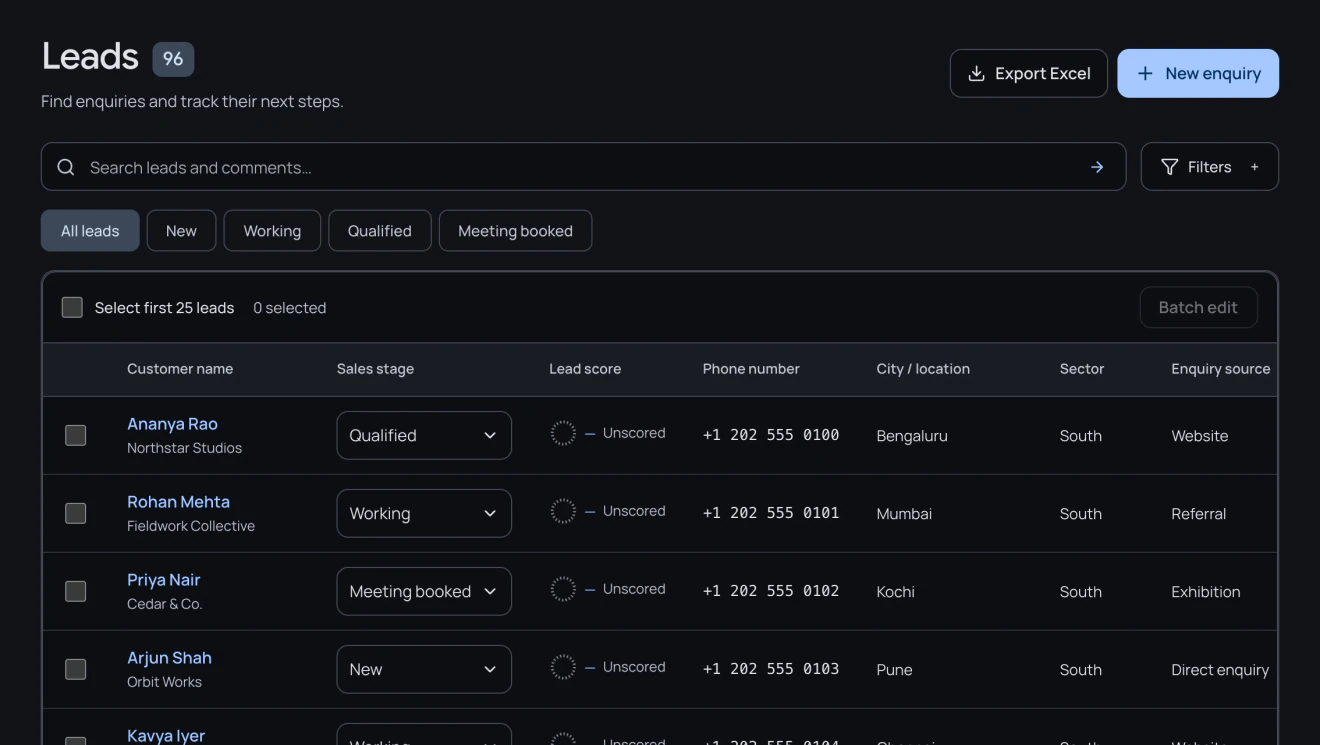 Leads 96
Export Excel
+ New enquiry
Find enquiries and track their next steps.
Search leads and comments...
Filters +
All leads New Working Qualified Meeting booked
Select first 25 leads 0 selected Batch edit
Customer name Sales stage Lead score Phone number City / location Sector Enquiry source
Ananya Rao
Northstar Studios
Qualified — Unscored +1 202 555 0100 Bengaluru South Website
Rohan Mehta
Fieldwork Collective
Working — Unscored +1 202 555 0101 Mumbai South Referral
Priya Nair
Cedar & Co.
Meeting booked — Unscored +1 202 555 0102 Kochi South Exhibition
Arjun Shah
Orbit Works
New — Unscored +1 202 555 0103 Pune South Direct enquiry
Kavya Iyer